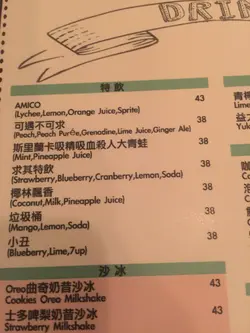 DRIN
特飲
AMICO 43
(Lychee,Lemon,Orange Juice,Sprite)
可遇不可求 38
(Peach,Peach Purée,Grenadine,Lime Juice,Ginger Ale)
斯里蘭卡吸精吸血殺人大青蛙 38
(Mint,Pineapple Juice)
求其特飲 38
(Strawberry,Blueberry,Cranberry,Lemon,Soda)
椰林飄香 38
(Coconut,Milk,Pineapple Juice)
垃圾桶 38
(Mango,Lemon,Soda)
小丑 38
(Blueberry,Lime,7up)
沙冰
Oreo曲奇奶昔沙冰 43
Cookies Oreo Milkshake
士多啤梨奶昔沙冰 43
Strawberry Milkshake